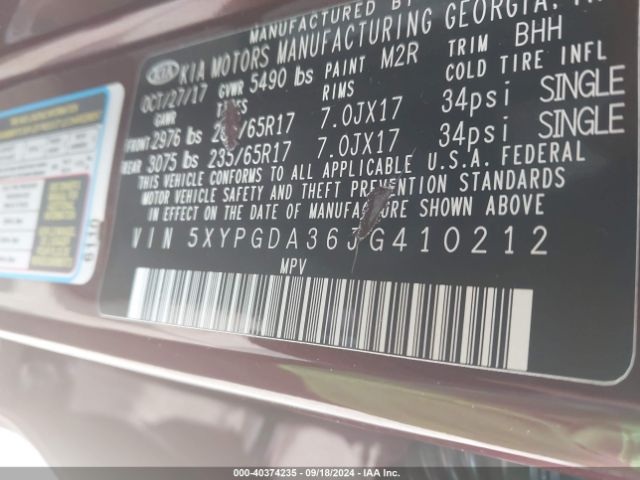 MANUFACTURED BY
KIA KIA MOTORS MANUFACTURING GEORGIA,
OCT/27/17 GVWR 5490 lbs PAINT M2R TRIM BHH
GAWR TIRES RIMS COLD TIRE INFL
FRONT 2976 lbs /65R17 7.0JX17 34psi SINGLE
REAR 3075 lbs 235/65R17 7.0JX17 34psi SINGLE
THIS VEHICLE CONFORMS TO ALL APPLICABLE U.S.A. FEDERAL
MOTOR VEHICLE SAFETY AND THEFT PREVENTION STANDARDS
IN EFFECT ON THE DATE OF MANUFACTURE SHOWN ABOVE
VIN 5XYPGDA36JG410212
MPV
000-40374235 - 09/18/2024 - IAA Inc.